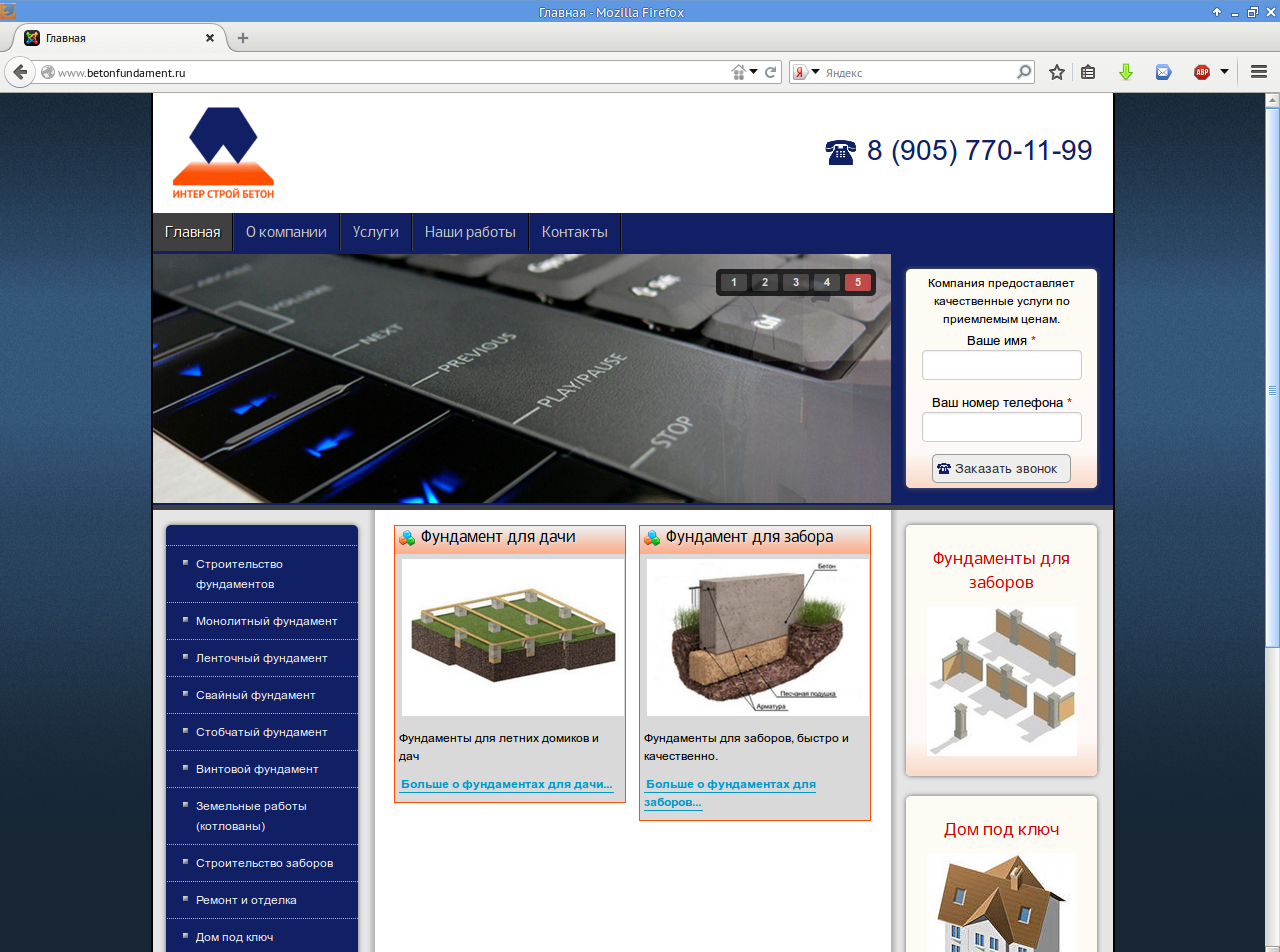 Главная - Mozilla Firefox
Главная
www.betonfundament.ru
Яндекс
ABP
ИНТЕР СТРОЙ БЕТОН
8 (905) 770-11-99
Главная
О компании
Услуги
Наши работы
Контакты
VOLUME
NEXT
PREVIOUS
PLAY/PAUSE
STOP
Ctrl
1 2 3 4 5
Компания предоставляет
качественные услуги по
приемлемым ценам.
Ваше имя *
Ваш номер телефона *
Заказать звонок
Строительство
фундаментов
Монолитный фундамент
Ленточный фундамент
Свайный фундамент
Стобчатый фундамент
Винтовой фундамент
Земельные работы
(котлованы)
Строительство заборов
Ремонт и отделка
Дом под ключ
Фундамент для дачи
Фундаменты для летних домиков и
дач
Больше о фундаментах для дачи...
Фундамент для забора
Бетон
Песчаная подушка
Арматура
Фундаменты для заборов, быстро и
качественно.
Больше о фундаментах для
заборов...
Фундаменты для
заборов
Дом под ключ